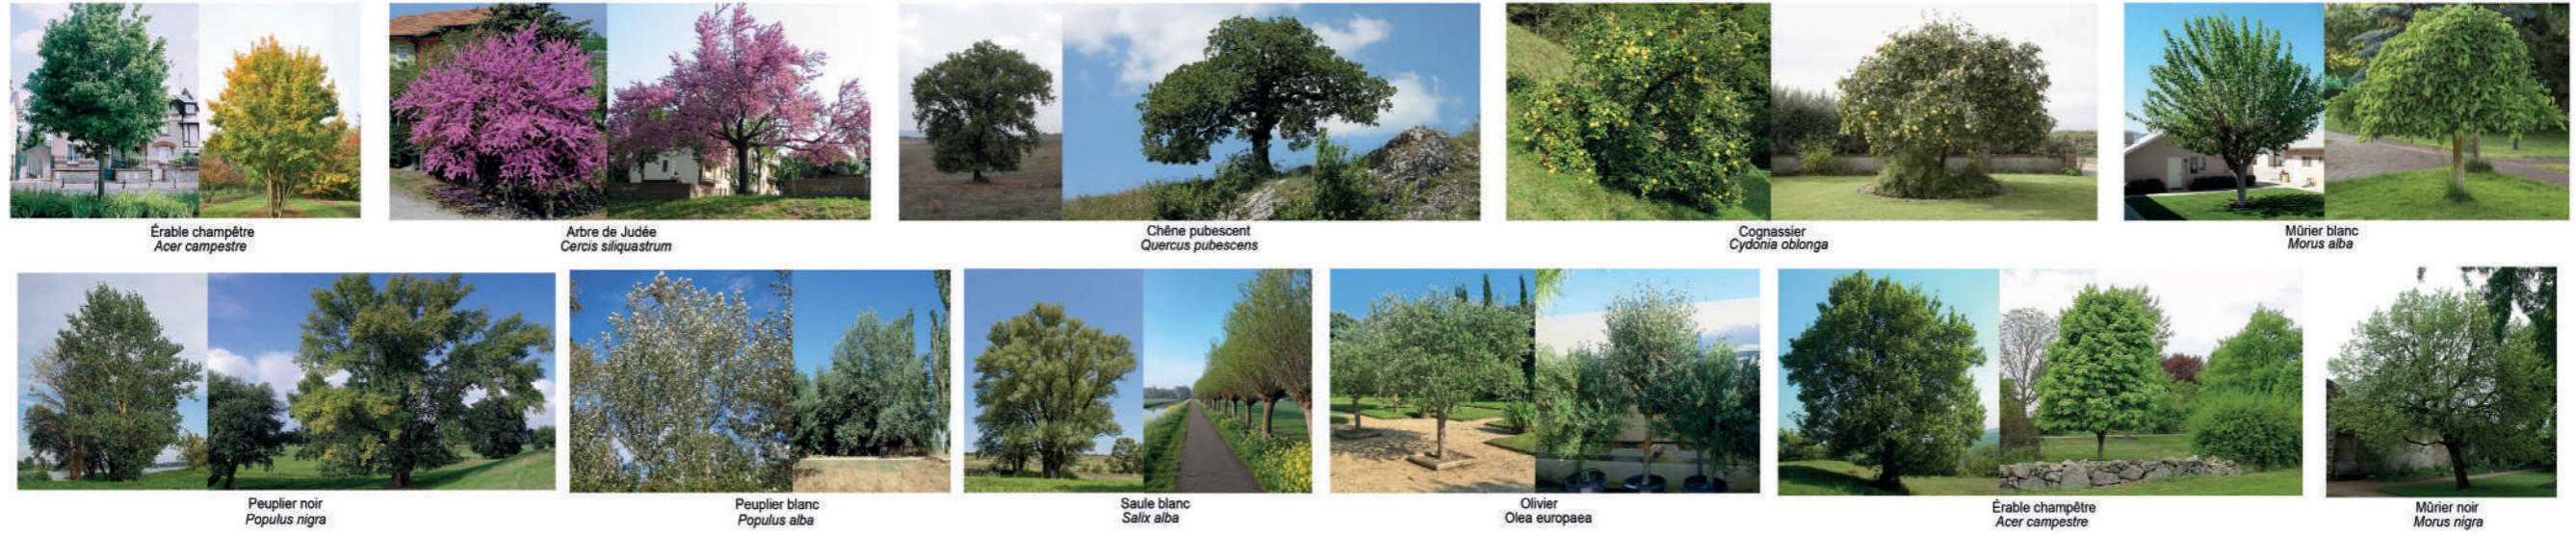 Érable champêtre
Acer campestre
Arbre de Judée
Cercis siliquastrum
Chêne pubescent
Quercus pubescens
Cognassier
Cydonia oblonga
Mûrier blanc
Morus alba
Peuplier noir
Populus nigra
Peuplier blanc
Populus alba
Saule blanc
Salix alba
Olivier
Olea europaea
Érable champêtre
Acer campestre
Mûrier noir
Morus nigra